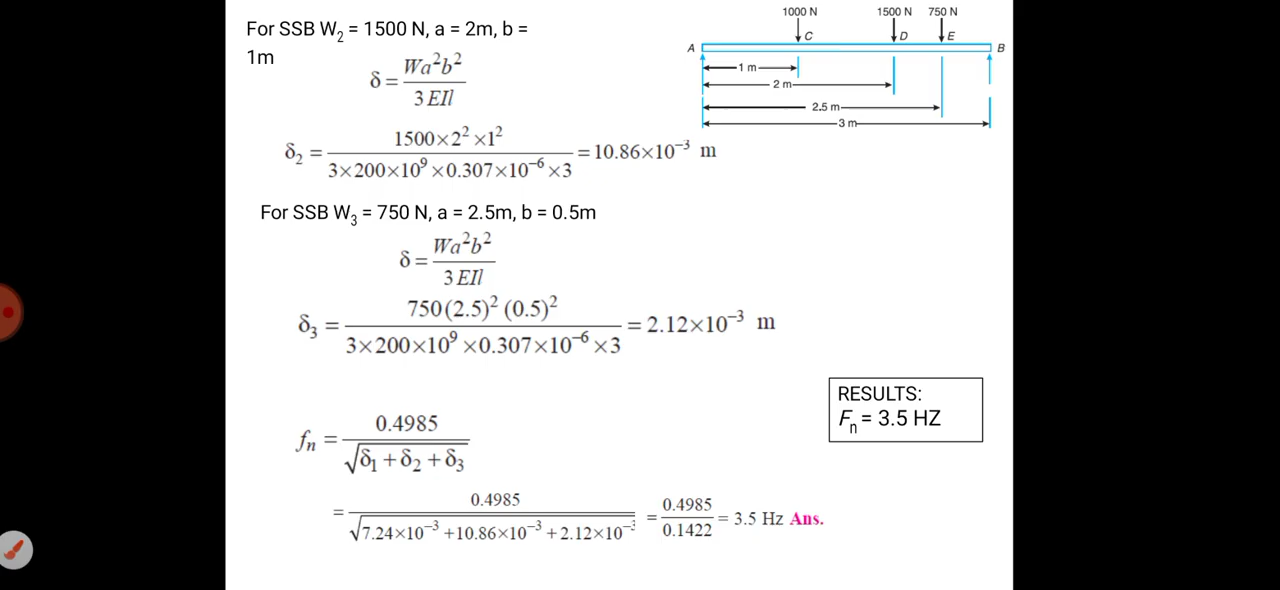 For SSB W₂ = 1500 N, a = 2m, b =
1m
δ = Wa²b² / 3 EIl
δ₂ = 1500×2²×1² / 3×200×10⁹×0.307×10⁻⁶×3 = 10.86×10⁻³ m
1000 N 1500 N 750 N
A C D E B
1 m
2 m
2.5 m
3 m
For SSB W₃ = 750 N, a = 2.5m, b = 0.5m
δ = Wa²b² / 3 EIl
δ₃ = 750(2.5)² (0.5)² / 3×200×10⁹×0.307×10⁻⁶×3 = 2.12×10⁻³ m
RESULTS:
Fₙ = 3.5 HZ
fₙ = 0.4985 / √δ₁ + δ₂ + δ₃
= 0.4985 / √7.24×10⁻³ +10.86×10⁻³ +2.12×10⁻³ = 0.4985 / 0.1422 = 3.5 Hz Ans.